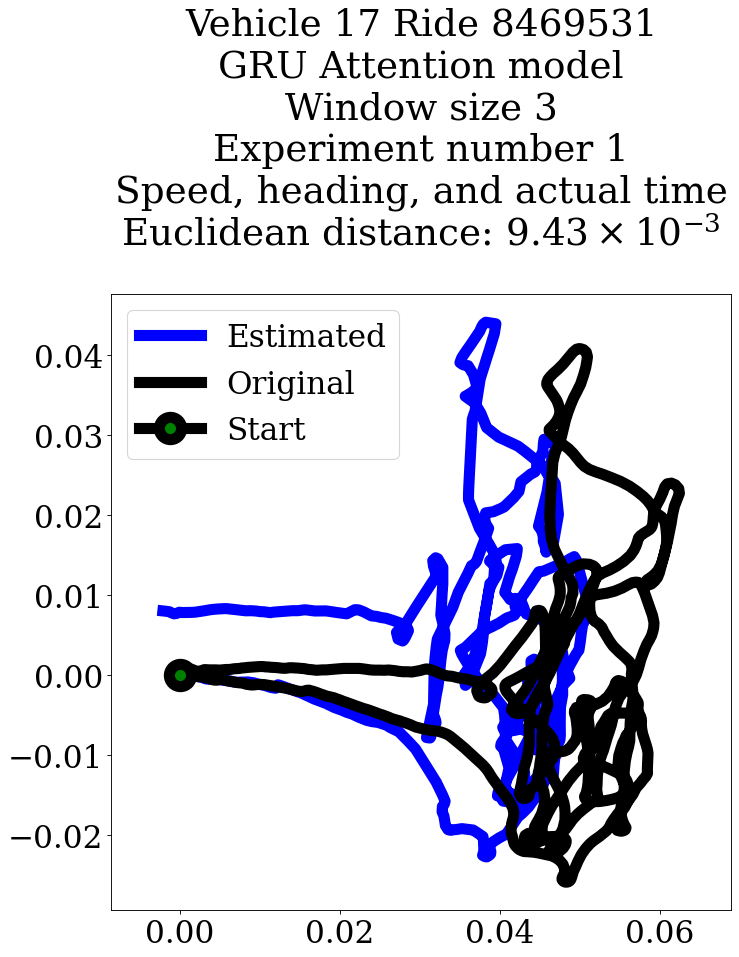 Vehicle 17 Ride 8469531
GRU Attention model
Window size 3
Experiment number 1
Speed, heading, and actual time
Euclidean distance: 9.43 × 10⁻³
Estimated
Original
Start
0.04
0.03
0.02
0.01
0.00
−0.01
−0.02
0.00 0.02 0.04 0.06